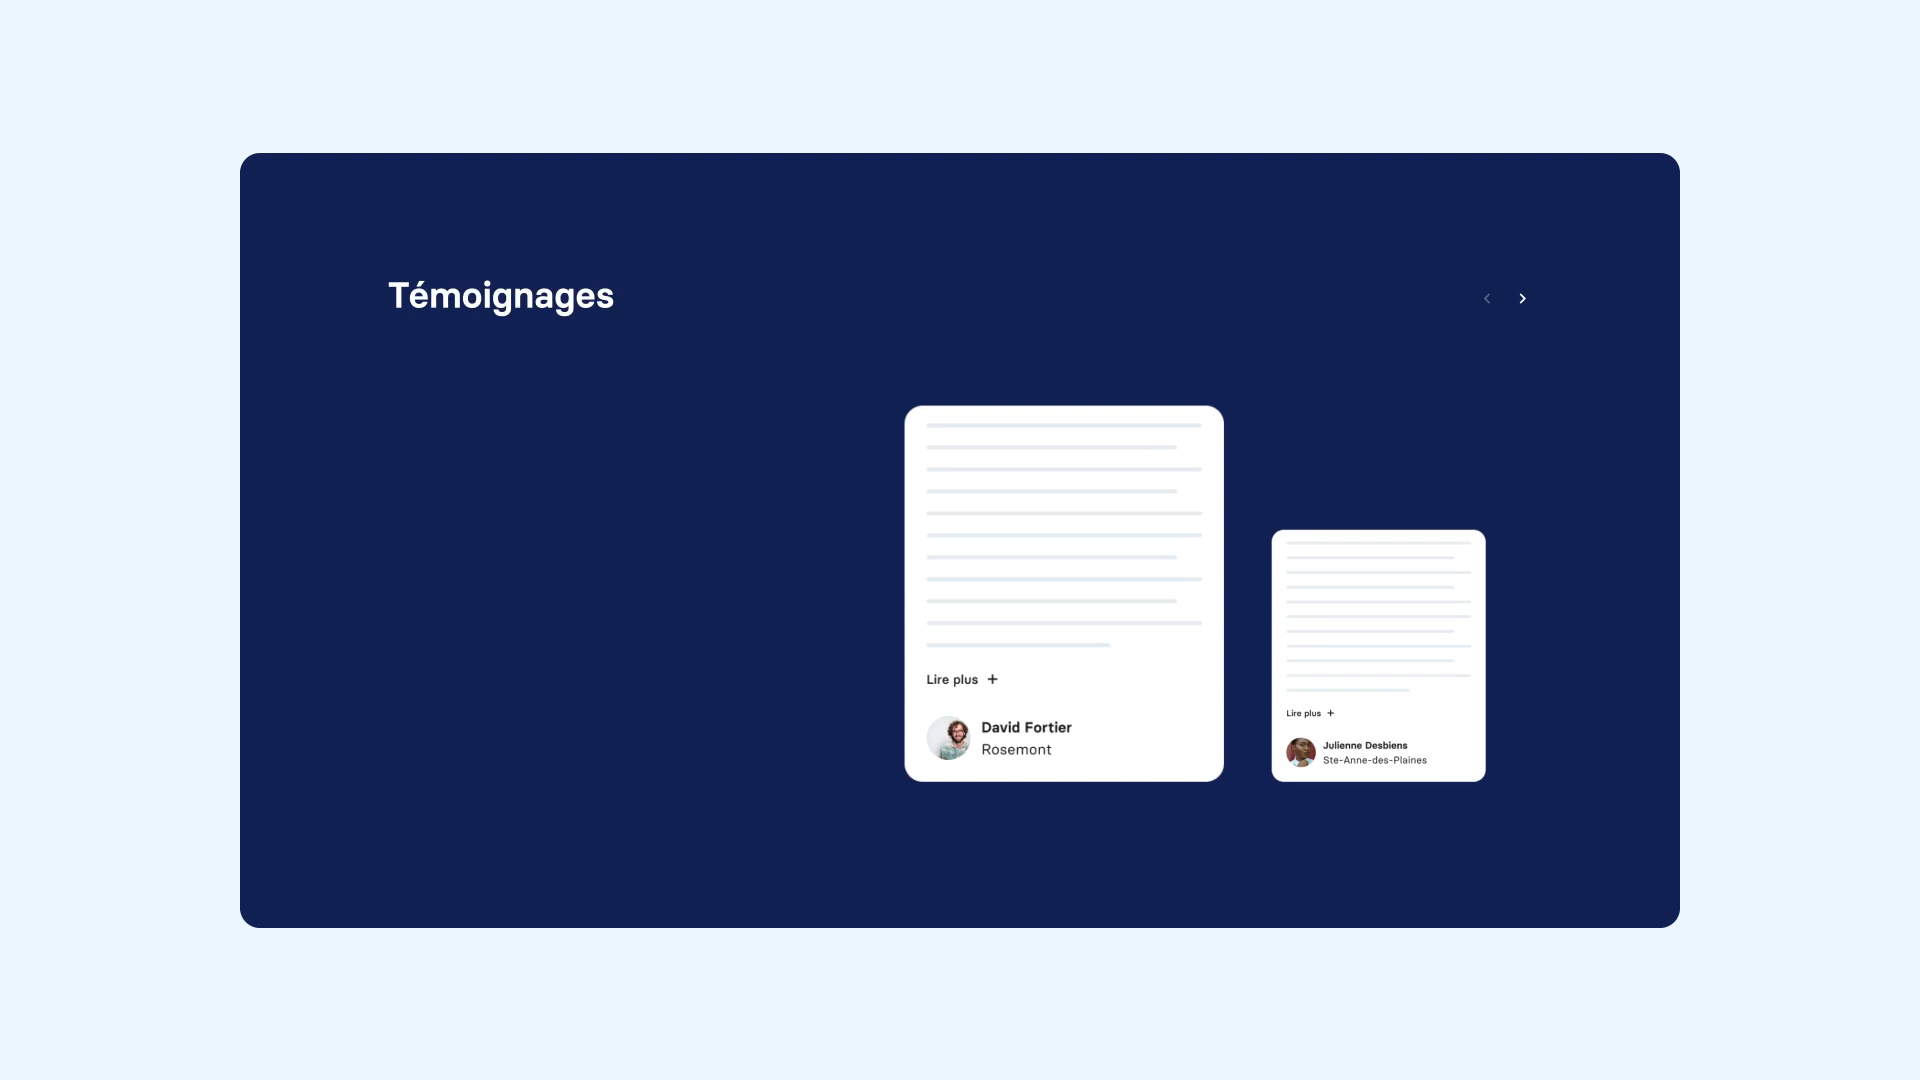 Témoignages
Lire plus +
David Fortier
Rosemont
Lire plus +
Julienne Desbiens
Ste-Anne-des-Plaines